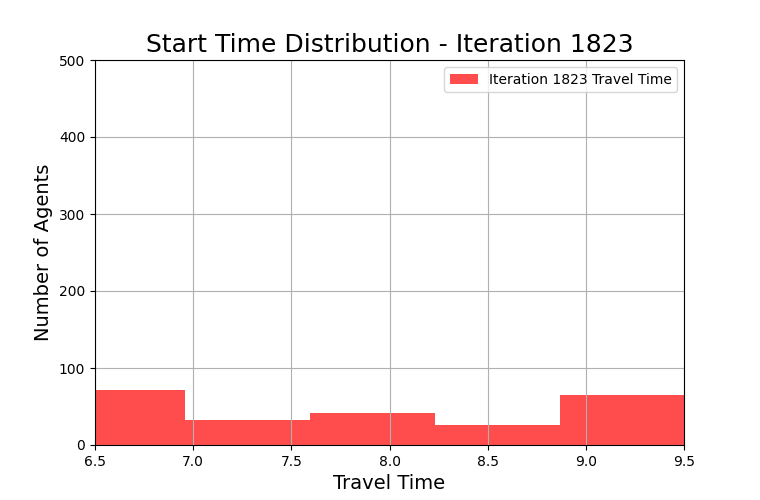 Start Time Distribution - Iteration 1823
Iteration 1823 Travel Time
Number of Agents
500
400
300
200
100
0
6.5 7.0 7.5 8.0 8.5 9.0 9.5
Travel Time